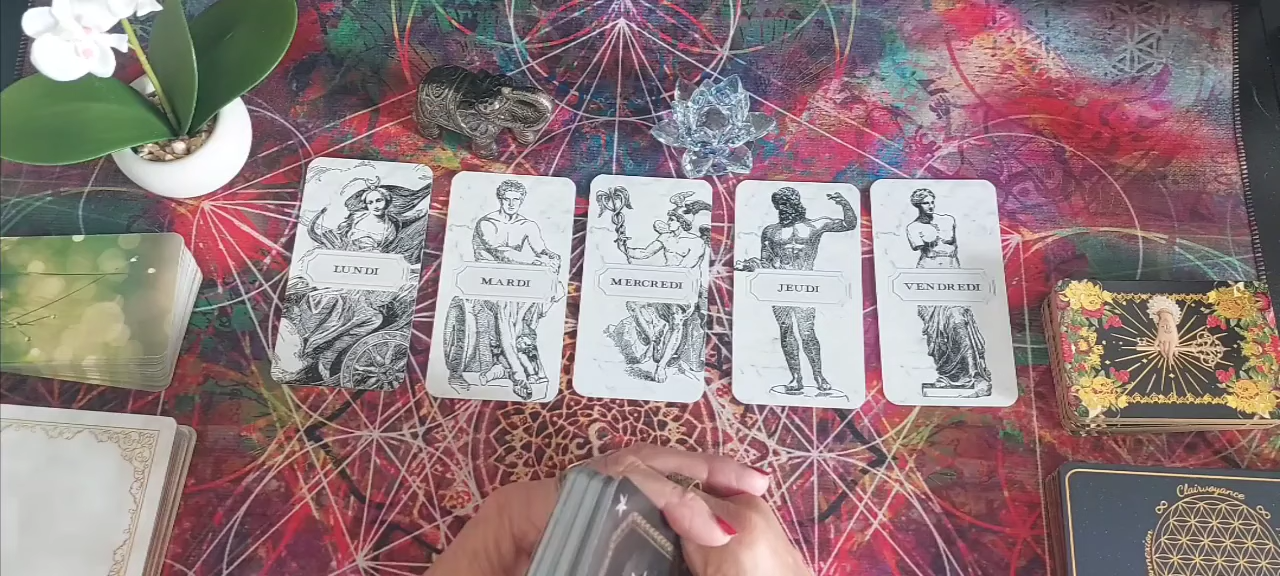 LUNDI
MARDI
MERCREDI
JEUDI
VENDREDI
Clairvoyance